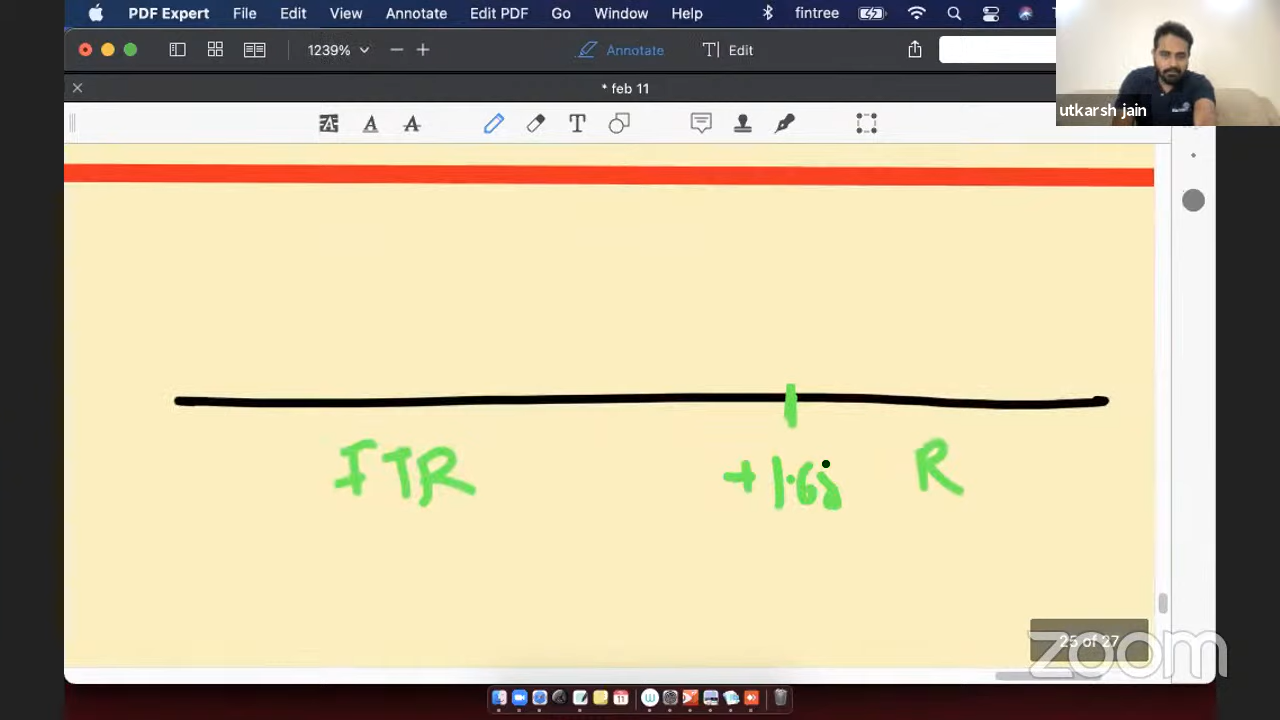 PDF Expert File Edit View Annotate Edit PDF Go Window Help fintree
1239% Annotate T Edit
* feb 11
utkarsh jain
FTR
+1.65
R
25 of 27
zoom